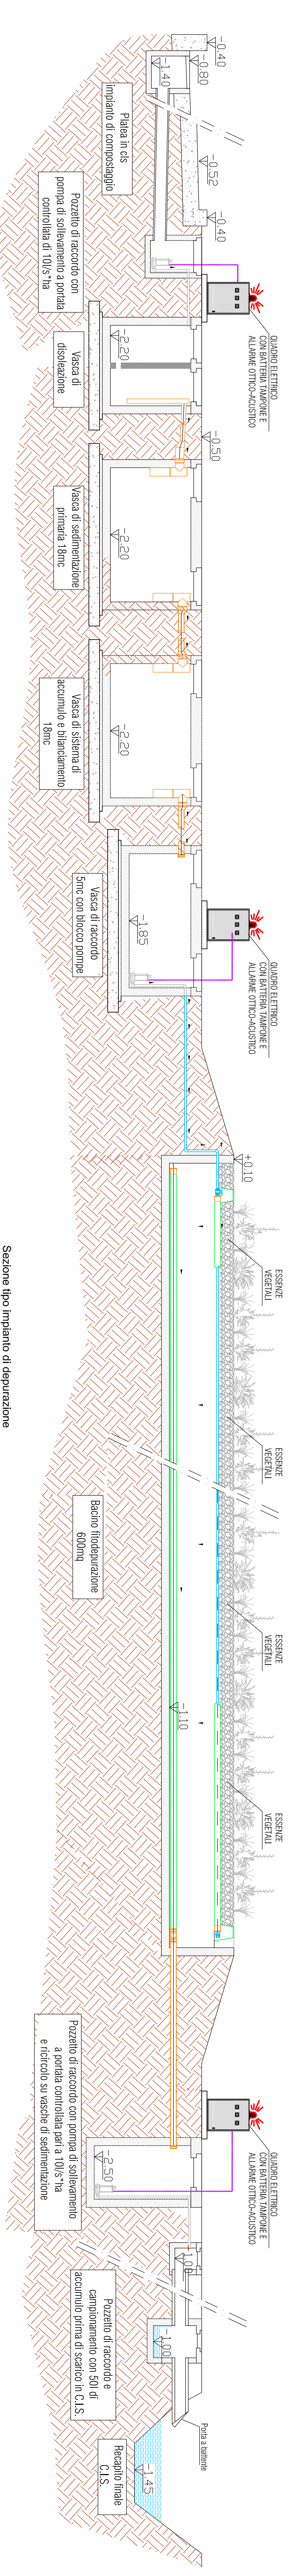 -0.40
-0.80
-1.40
-0.52
-0.40
Platea in cls
impianto di compostaggio
Pozzetto di raccordo con
pompa di sollevamento a portata
controllata di 10l/s*ha
QUADRO ELETTRICO
CON BATTERIA TAMPONE E
ALLARME OTTICO-ACUSTICO
-2.20
Vasca di
disoleazione
-0.50
-2.20
Vasca di sedimentazione
primaria 18mc
-2.20
Vasca di sistema di
accumulo e bilanciamento
18mc
-1.85
Vasca di raccordo
5mc con blocco pompe
QUADRO ELETTRICO
CON BATTERIA TAMPONE E
ALLARME OTTICO-ACUSTICO
+0.10
ESSENZE
VEGETALI
ESSENZE
VEGETALI
ESSENZE
VEGETALI
ESSENZE
VEGETALI
-1.10
Bacino fitodepurazione
600mq
QUADRO ELETTRICO
CON BATTERIA TAMPONE E
ALLARME OTTICO-ACUSTICO
-2.50
Pozzetto di raccordo con pompa di sollevamento
a portata controllata pari a 10l/s*ha
e ricircolo su vasche di sedimentazione
-1.00
-1.00
Pozzetto di raccordo e
campionamento con 50l di
accumulo prima di scarico in C.I.S.
Porta a battente
-1.45
Recapito finale
C.I.S.
Sezione tipo impianto di depurazione